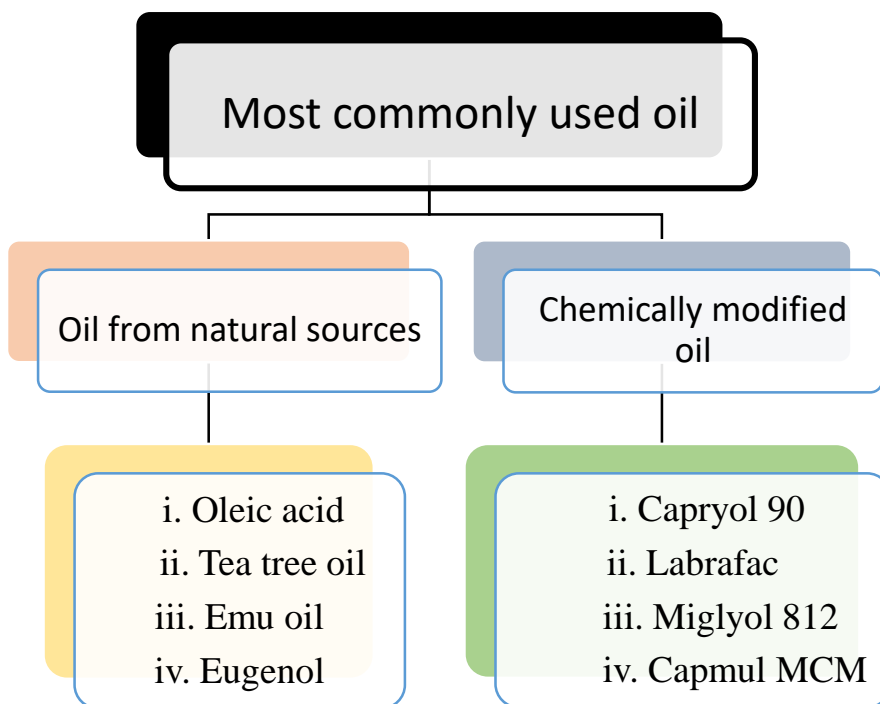 Most commonly used oil
Oil from natural sources
Chemically modified
oil
i. Oleic acid
ii. Tea tree oil
iii. Emu oil
iv. Eugenol
i. Capryol 90
ii. Labrafac
iii. Miglyol 812
iv. Capmul MCM